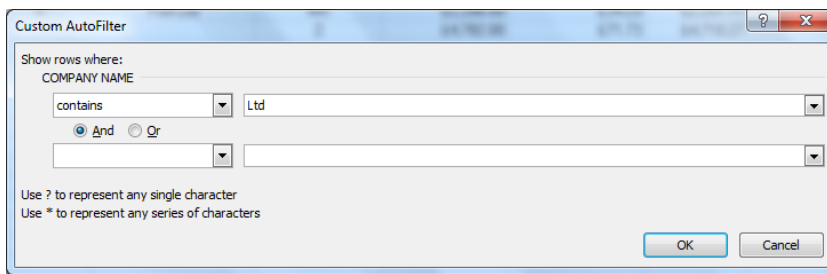 Custom AutoFilter
Show rows where:
COMPANY NAME
contains Ltd
And Or
Use ? to represent any single character
Use * to represent any series of characters
OK Cancel